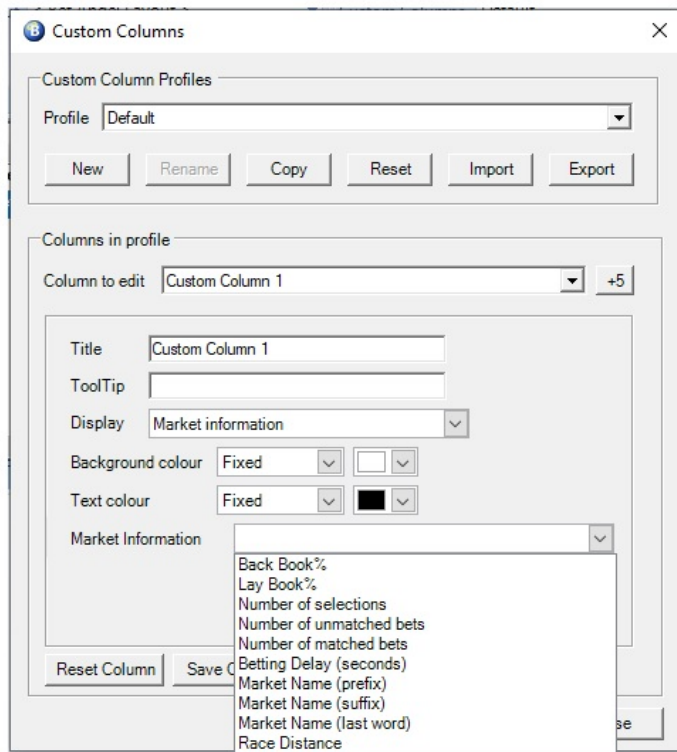 Custom Columns
Custom Column Profiles
Profile Default
New Rename Copy Reset Import Export
Columns in profile
Column to edit Custom Column 1 +5
Title Custom Column 1
ToolTip
Display Market information
Background colour Fixed
Text colour Fixed
Market Information
Back Book%
Lay Book%
Number of selections
Number of unmatched bets
Number of matched bets
Betting Delay (seconds)
Market Name (prefix)
Market Name (suffix)
Market Name (last word)
Race Distance
Reset Column Save